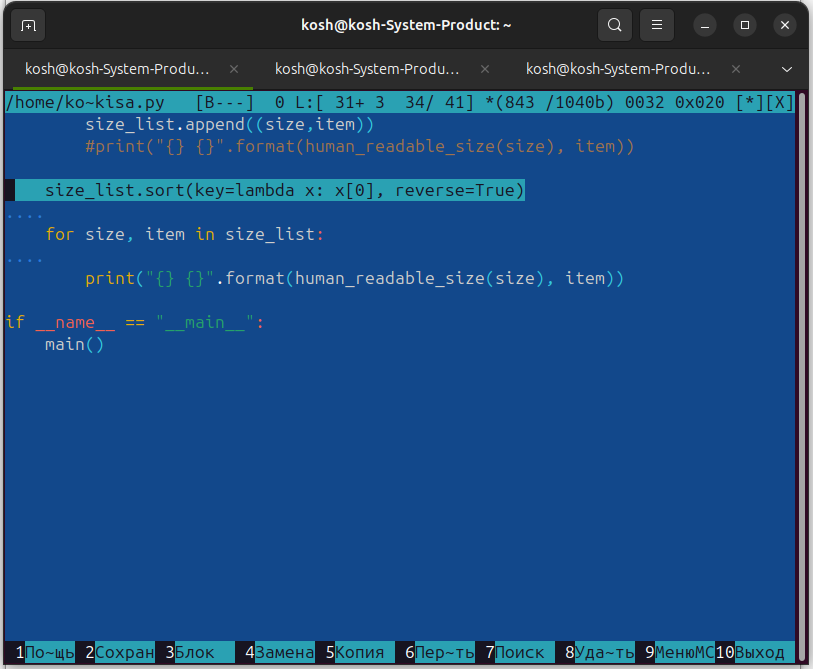 kosh@kosh-System-Product: ~
kosh@kosh-System-Produ... × kosh@kosh-System-Produ... × kosh@kosh-System-Produ... ×
/home/ko~kisa.py   [B---]  0 L:[ 31+ 3  34/ 41] *(843 /1040b) 0032 0x020 [*][X]
        size_list.append((size,item))
        #print("{} {}".format(human_readable_size(size), item))
    size_list.sort(key=lambda x: x[0], reverse=True)
....
    for size, item in size_list:
....
        print("{} {}".format(human_readable_size(size), item))
if __name__ == "__main__":
    main()
1По~щь 2Сохран 3Блок 4Замена 5Копия 6Пер~ть 7Поиск 8Уда~ть 9МенюMC 10Выход